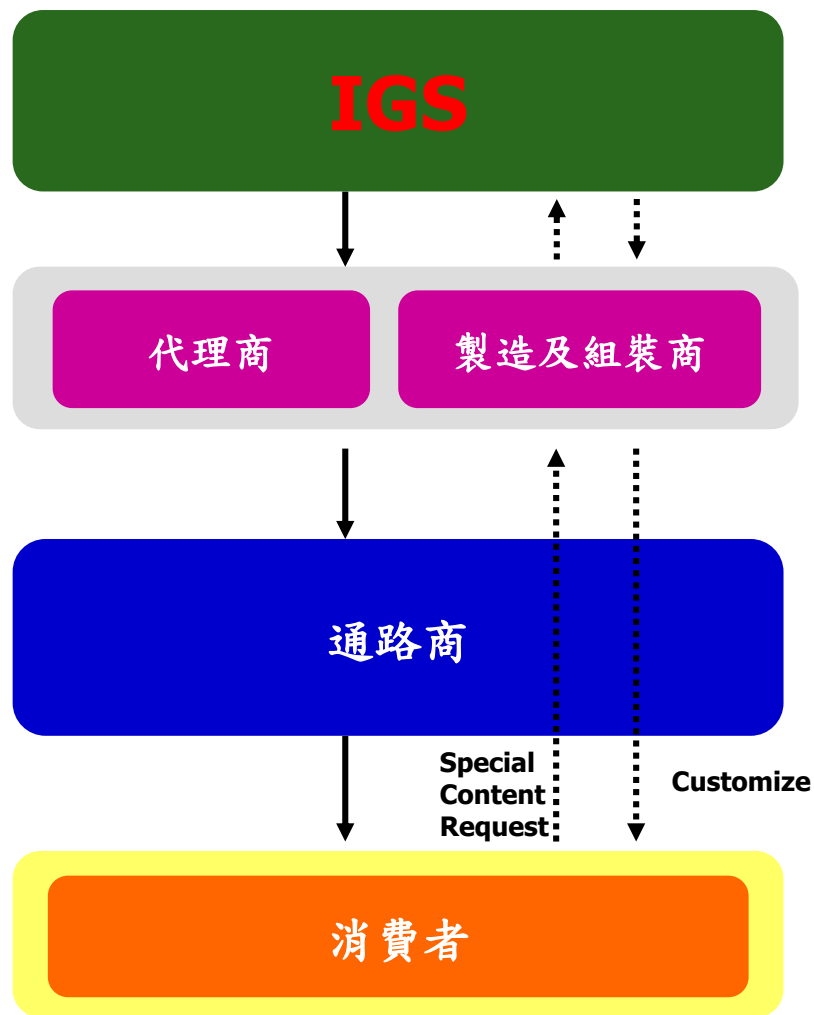 IGS
代理商
製造及組裝商
通路商
Special
Content
Request
Customize
消費者